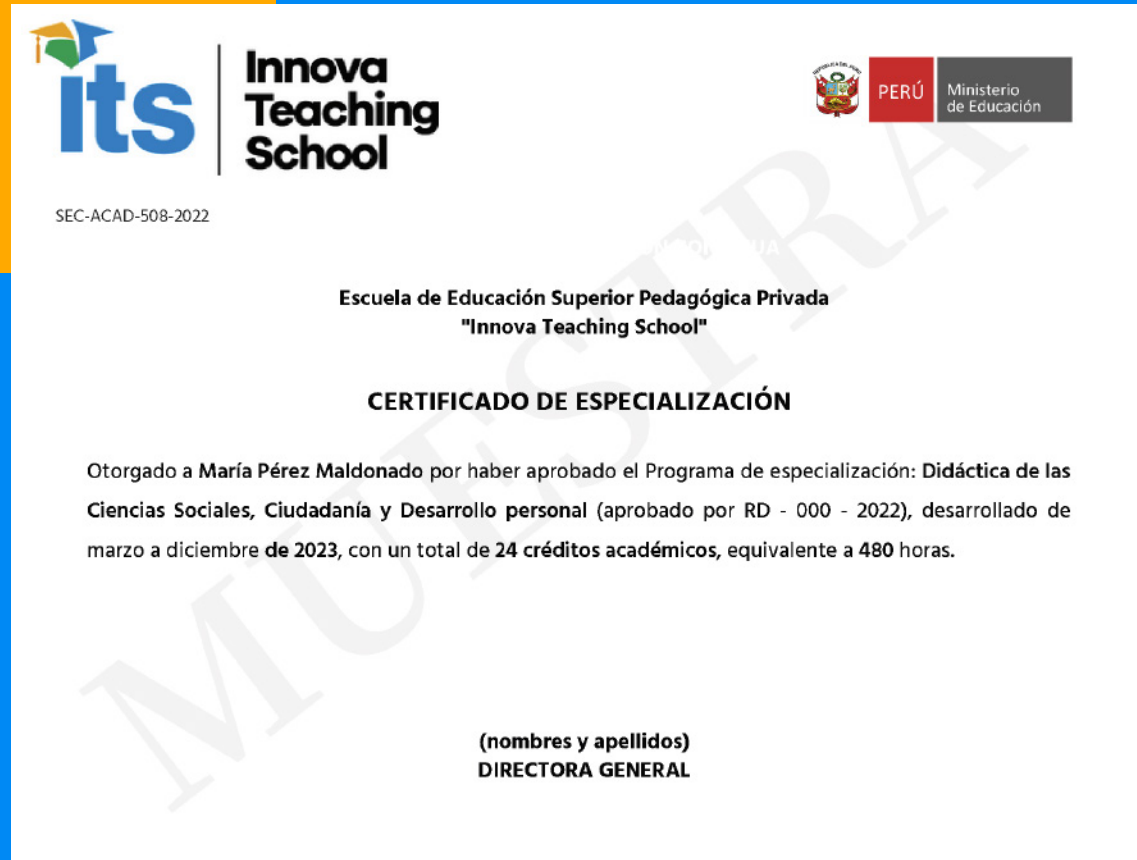 its
Innova
Teaching
School
REPÚBLICA DEL PERÚ
PERÚ
Ministerio
de Educación
SEC-ACAD-508-2022
Escuela de Educación Superior Pedagógica Privada
"Innova Teaching School"
CERTIFICADO DE ESPECIALIZACIÓN
Otorgado a María Pérez Maldonado por haber aprobado el Programa de especialización: Didáctica de las
Ciencias Sociales, Ciudadanía y Desarrollo personal (aprobado por RD - 000 - 2022), desarrollado de
marzo a diciembre de 2023, con un total de 24 créditos académicos, equivalente a 480 horas.
MUESTRA
(nombres y apellidos)
DIRECTORA GENERAL